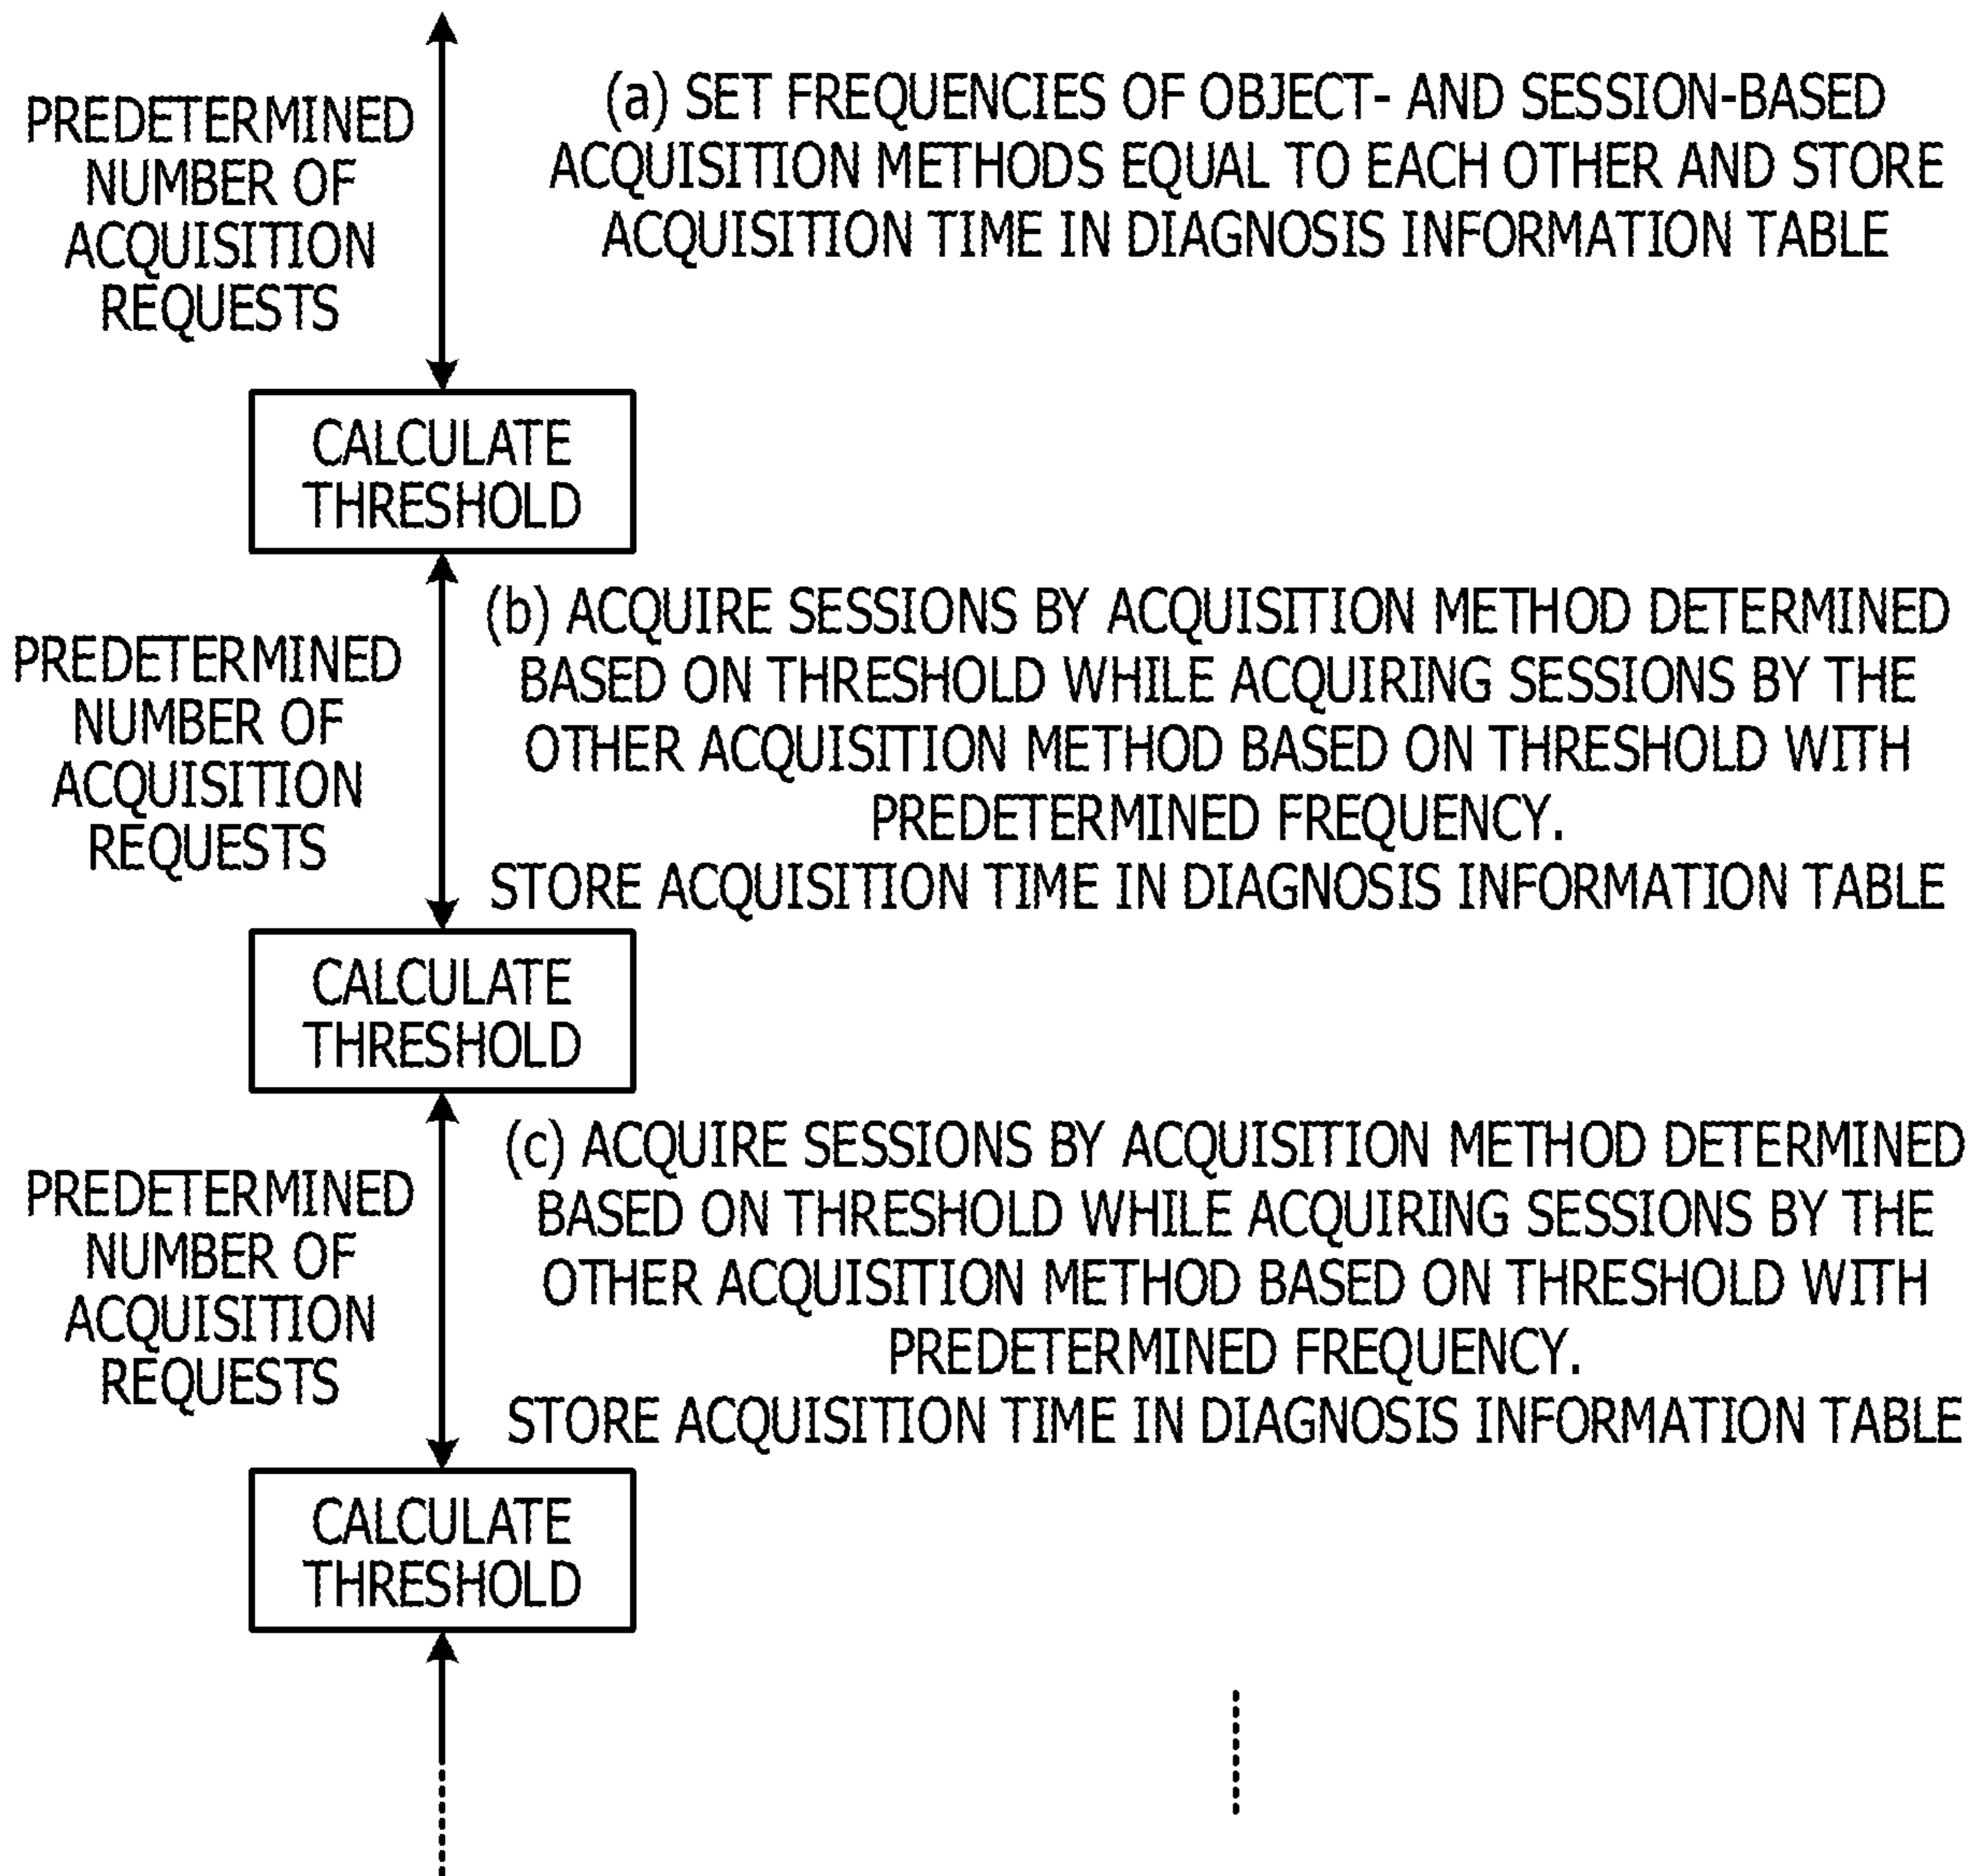 PREDETERMINED
NUMBER OF
ACQUISITION
REQUESTS
(a) SET FREQUENCIES OF OBJECT- AND SESSION-BASED
ACQUISITION METHODS EQUAL TO EACH OTHER AND STORE
ACQUISITION TIME IN DIAGNOSIS INFORMATION TABLE
CALCULATE
THRESHOLD
PREDETERMINED
NUMBER OF
ACQUISITION
REQUESTS
(b) ACQUIRE SESSIONS BY ACQUISITION METHOD DETERMINED
BASED ON THRESHOLD WHILE ACQUIRING SESSIONS BY THE
OTHER ACQUISITION METHOD BASED ON THRESHOLD WITH
PREDETERMINED FREQUENCY.
STORE ACQUISITION TIME IN DIAGNOSIS INFORMATION TABLE
CALCULATE
THRESHOLD
PREDETERMINED
NUMBER OF
ACQUISITION
REQUESTS
(c) ACQUIRE SESSIONS BY ACQUISITION METHOD DETERMINED
BASED ON THRESHOLD WHILE ACQUIRING SESSIONS BY THE
OTHER ACQUISITION METHOD BASED ON THRESHOLD WITH
PREDETERMINED FREQUENCY.
STORE ACQUISITION TIME IN DIAGNOSIS INFORMATION TABLE
CALCULATE
THRESHOLD